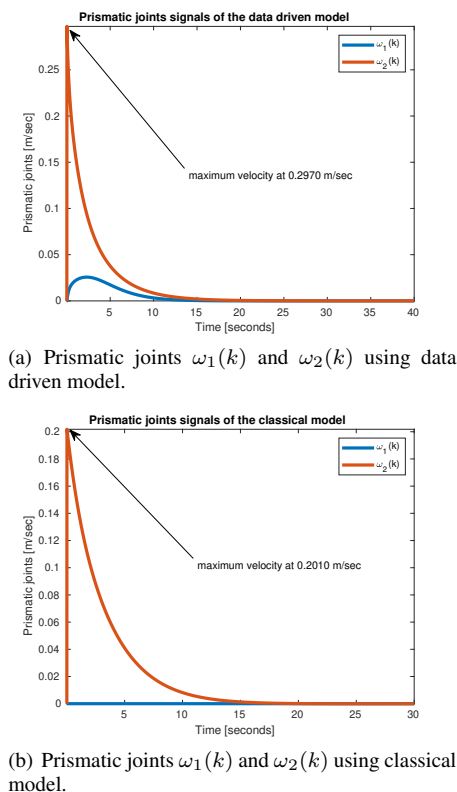 Prismatic joints signals of the data driven model
ω1(k)
ω2(k)
maximum velocity at 0.2970 m/sec
Prismatic joints [m/sec]
0.25
0.2
0.15
0.1
0.05
0
5 10 15 20 25 30 35 40
Time [seconds]
(a) Prismatic joints ω1(k) and ω2(k) using data
driven model.
Prismatic joints signals of the classical model
ω1(k)
ω2(k)
maximum velocity at 0.2010 m/sec
Prismatic joints [m/sec]
0.2
0.18
0.16
0.14
0.12
0.1
0.08
0.06
0.04
0.02
0
5 10 15 20 25 30
Time [seconds]
(b) Prismatic joints ω1(k) and ω2(k) using classical
model.